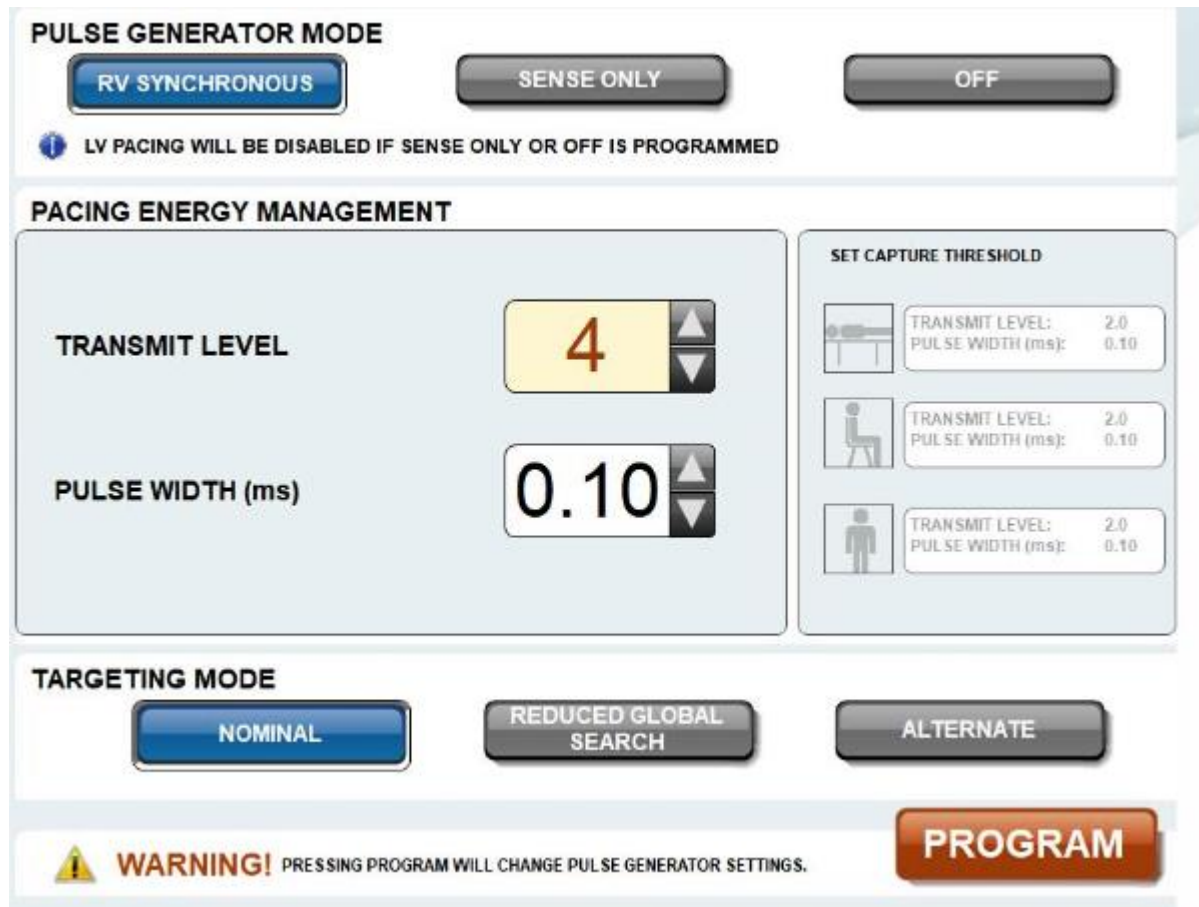 PULSE GENERATOR MODE
RV SYNCHRONOUS
SENSE ONLY
OFF
LV PACING WILL BE DISABLED IF SENSE ONLY OR OFF IS PROGRAMMED
PACING ENERGY MANAGEMENT
TRANSMIT LEVEL
4
PULSE WIDTH (ms)
0.10
SET CAPTURE THRESHOLD
TRANSMIT LEVEL: 2.0
PULSE WIDTH (ms): 0.10
TRANSMIT LEVEL: 2.0
PULSE WIDTH (ms): 0.10
TRANSMIT LEVEL: 2.0
PULSE WIDTH (ms): 0.10
TARGETING MODE
NOMINAL
REDUCED GLOBAL
SEARCH
ALTERNATE
WARNING! PRESSING PROGRAM WILL CHANGE PULSE GENERATOR SETTINGS.
PROGRAM